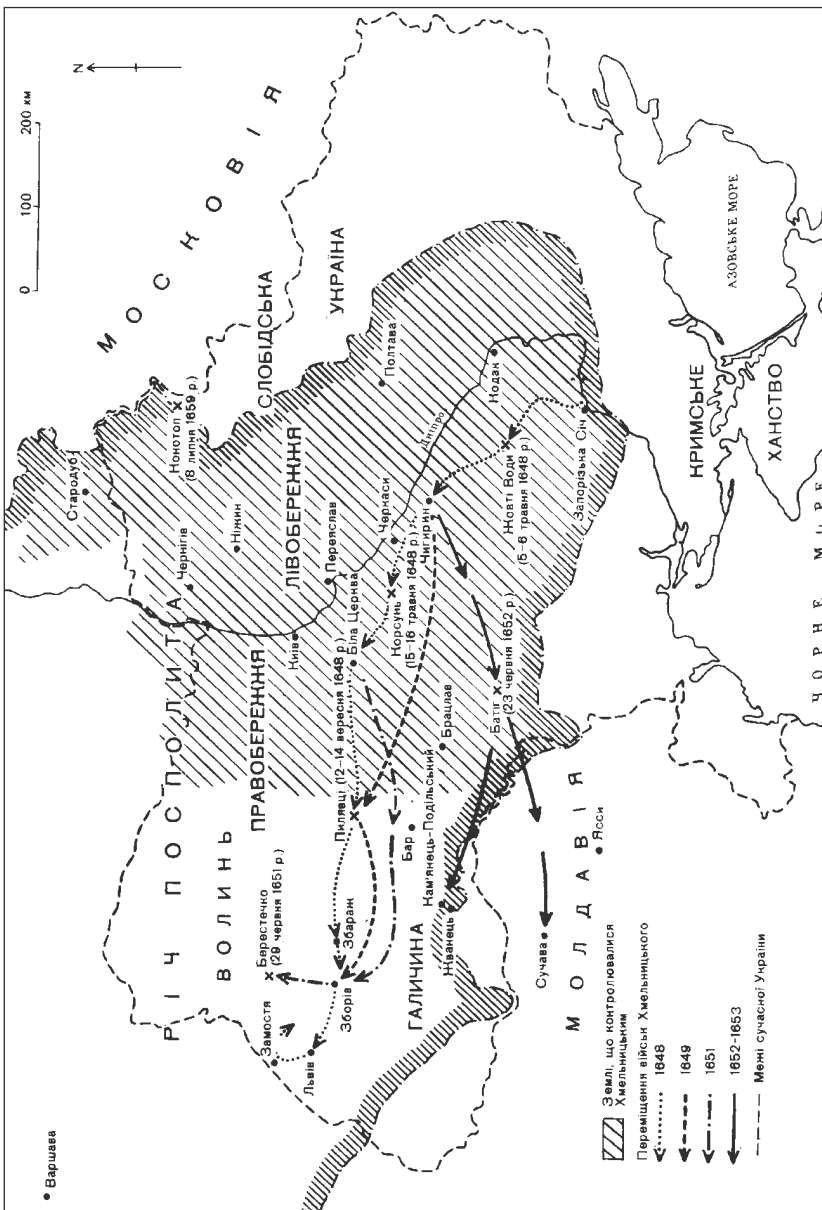 Варшава
РІЧ ПОСПОЛИТА
МОСКОВІЯ
0 100 200 км
N
ВОЛИНЬ
ПРАВОБЕРЕЖЖЯ
ЛІВОБЕРЕЖЖЯ
СЛОБІДСЬКА
УКРАЇНА
Стародуб
Конотоп
(8 липня 1659 р.)
Чернігів
Ніжин
Київ
Переяслав
Полтава
Дніпро
Замостя
Львів
Зборів
Збараж
Берестечко
(29 червня 1651 р.)
Пилявці (12–14 вересня 1648 р.)
Біла Церква
Корсунь
(15–16 травня 1648 р.)
Черкаси
Чигирин
Кодак
Жовті Води
(5–6 травня 1648 р.)
Запорізька Січ
ГАЛИЧИНА
Бар
Кам'янець-Подільський
Жванець
Брацлав
Батіг
(23 червня 1652 р.)
МОЛДАВІЯ
Сучава
Ясси
КРИМСЬКЕ
ХАНСТВО
АЗОВСЬКЕ МОРЕ
ЧОРНЕ МОРЕ
Землі, що контролювалися
Хмельницьким
Переміщення військ Хмельницького
1648
1649
1651
1652–1653
Межі сучасної України